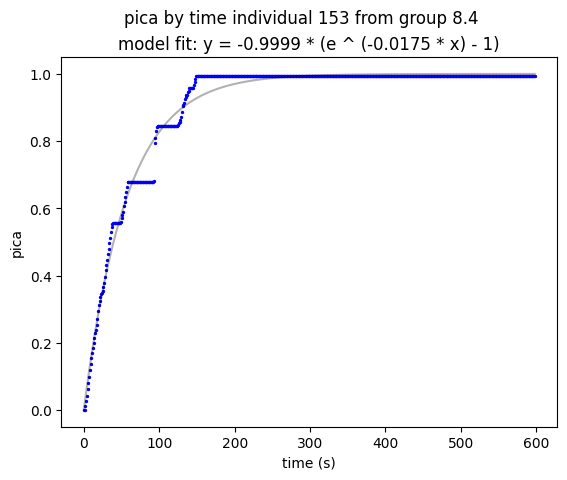 pica by time individual 153 from group 8.4
model fit: y = -0.9999 * (e ^ (-0.0175 * x) - 1)
1.0
0.8
0.6
0.4
0.2
0.0
pica
0 100 200 300 400 500 600
time (s)